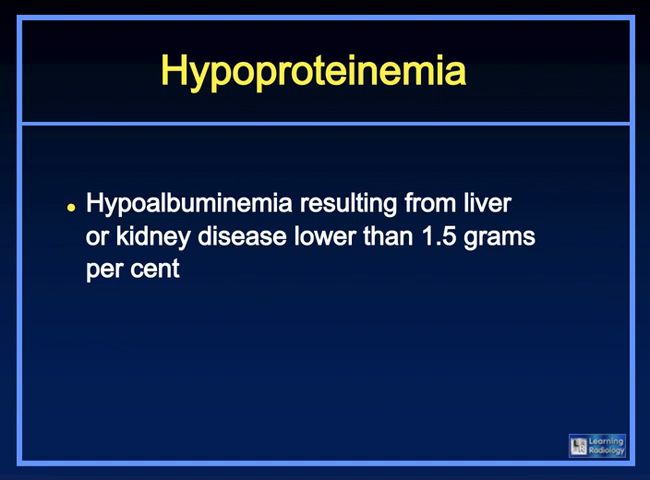 Hypoproteinemia
Hypoalbuminemia resulting from liver
or kidney disease lower than 1.5 grams
per cent
Learning
Radiology